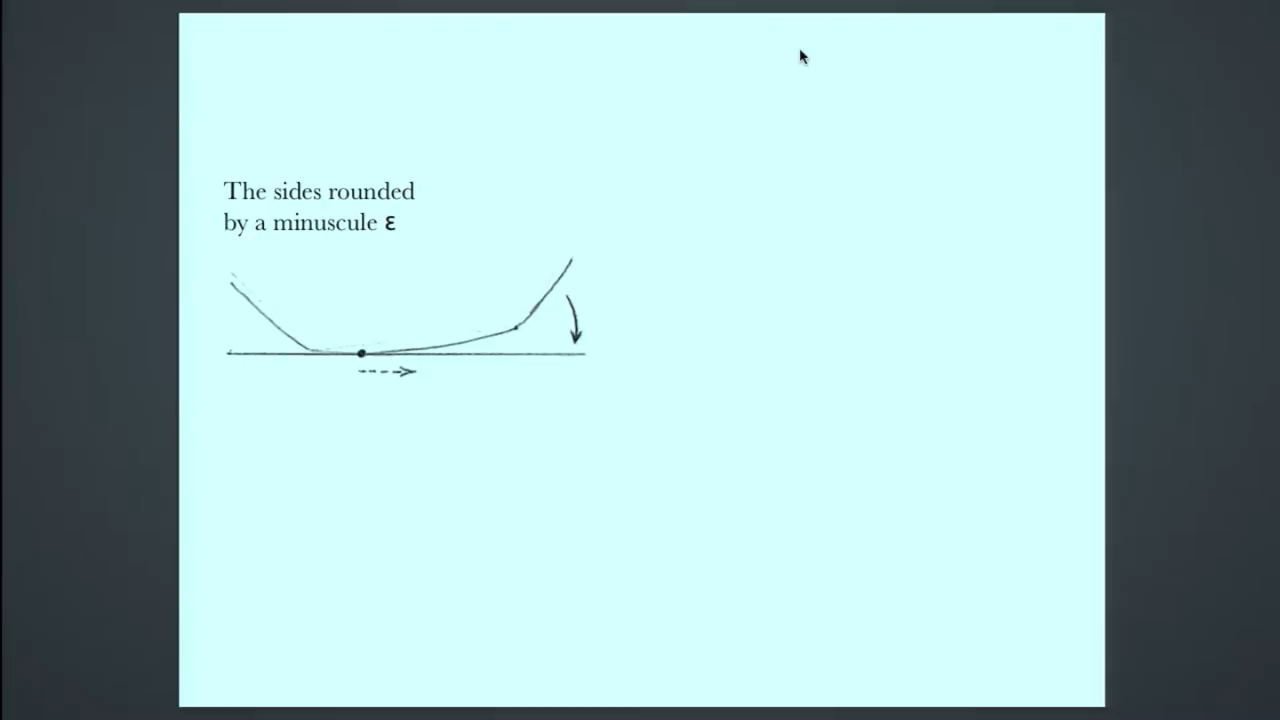 The sides rounded
by a minuscule ε